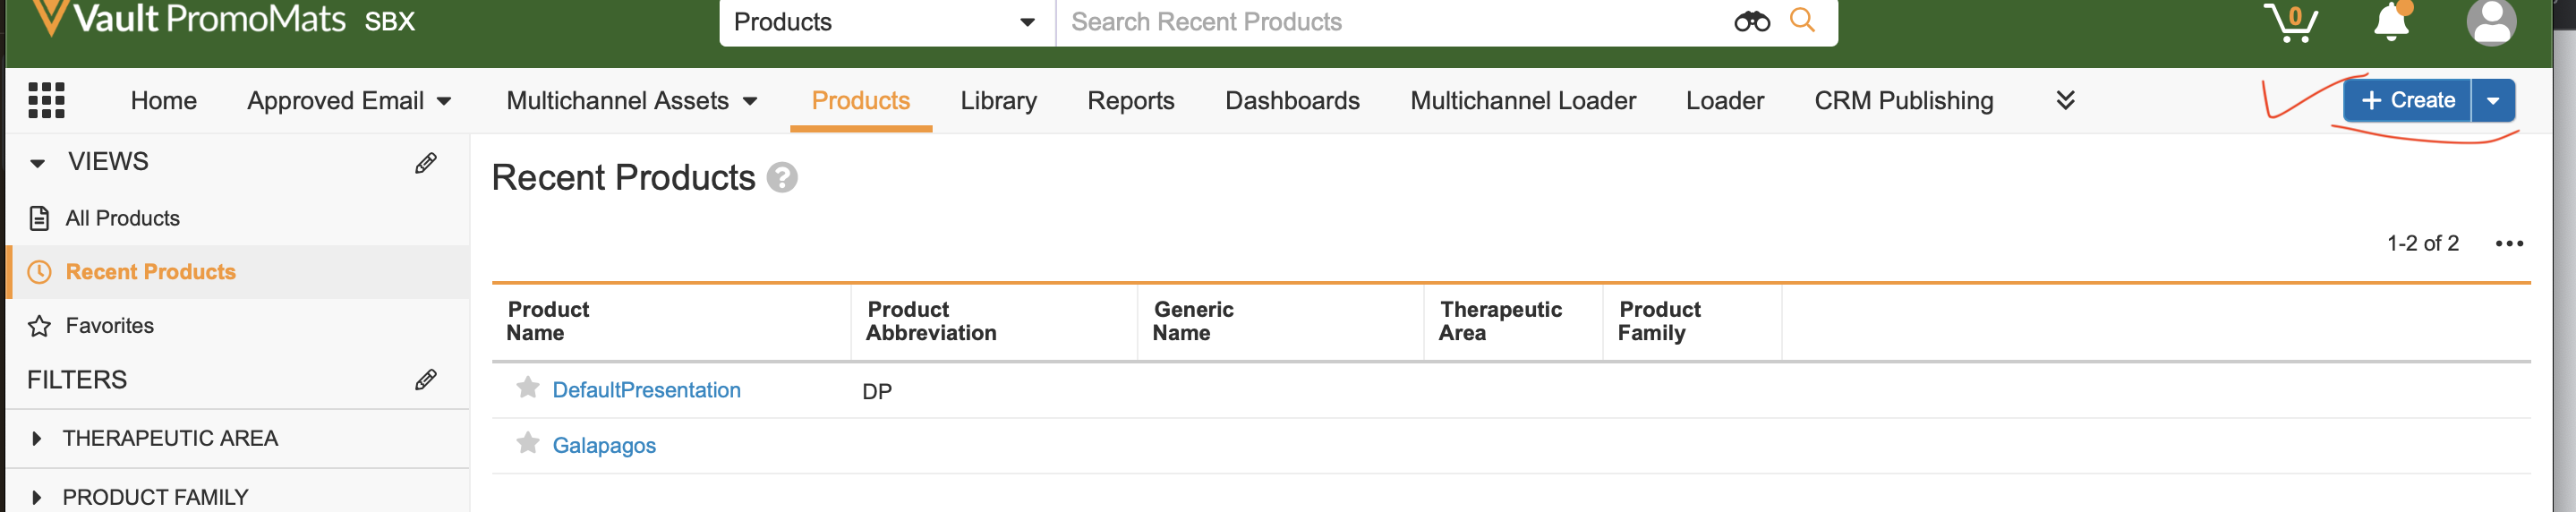 Vault PromoMats SBX
Products
Search Recent Products
0
Home
Approved Email
Multichannel Assets
Products
Library
Reports
Dashboards
Multichannel Loader
Loader
CRM Publishing
+ Create
VIEWS
All Products
Recent Products
Favorites
FILTERS
THERAPEUTIC AREA
PRODUCT FAMILY
Recent Products ?
1-2 of 2
Product Name
Product Abbreviation
Generic Name
Therapeutic Area
Product Family
DefaultPresentation DP
Galapagos